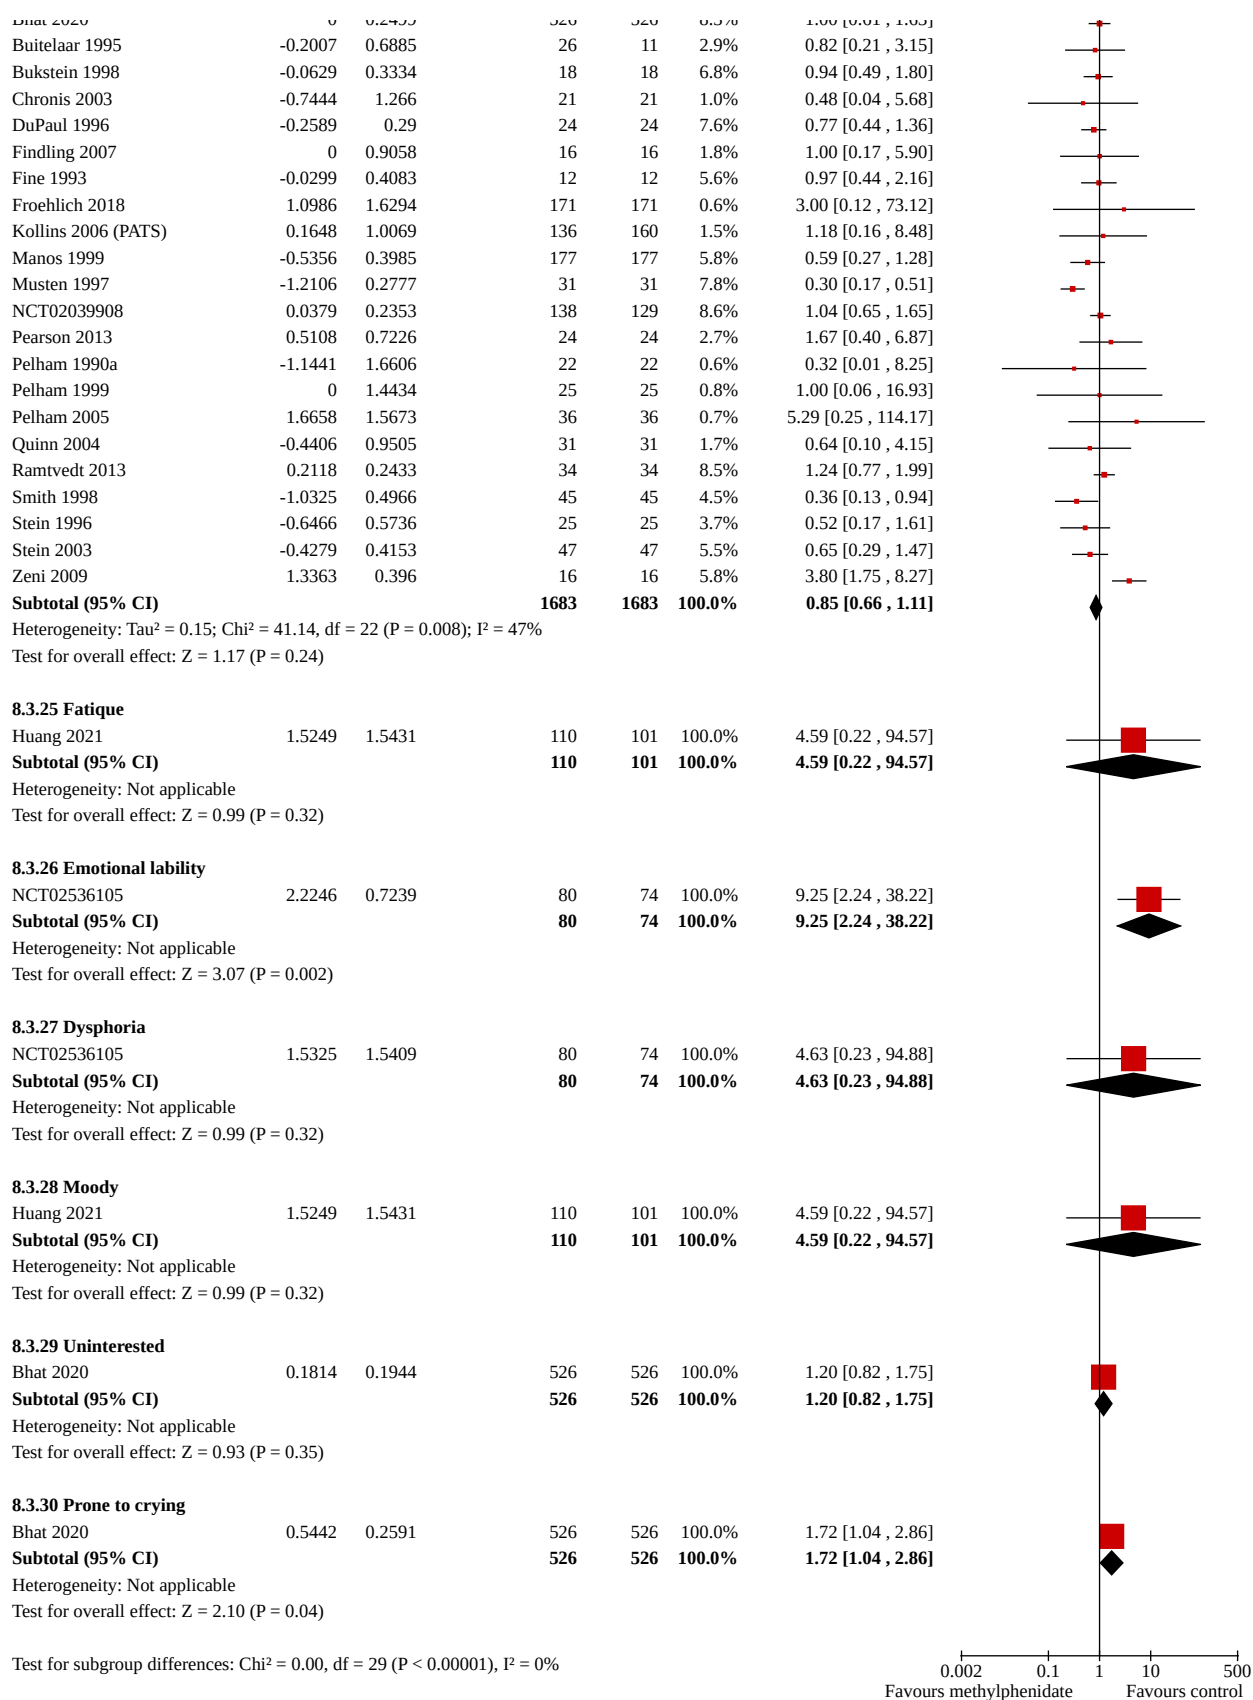 Bhat 2020 0 0.2499 526 526 8.3% 1.00 [0.61 , 1.63]
Buitelaar 1995 -0.2007 0.6885 26 11 2.9% 0.82 [0.21 , 3.15]
Bukstein 1998 -0.0629 0.3334 18 18 6.8% 0.94 [0.49 , 1.80]
Chronis 2003 -0.7444 1.266 21 21 1.0% 0.48 [0.04 , 5.68]
DuPaul 1996 -0.2589 0.29 24 24 7.6% 0.77 [0.44 , 1.36]
Findling 2007 0 0.9058 16 16 1.8% 1.00 [0.17 , 5.90]
Fine 1993 -0.0299 0.4083 12 12 5.6% 0.97 [0.44 , 2.16]
Froehlich 2018 1.0986 1.6294 171 171 0.6% 3.00 [0.12 , 73.12]
Kollins 2006 (PATS) 0.1648 1.0069 136 160 1.5% 1.18 [0.16 , 8.48]
Manos 1999 -0.5356 0.3985 177 177 5.8% 0.59 [0.27 , 1.28]
Musten 1997 -1.2106 0.2777 31 31 7.8% 0.30 [0.17 , 0.51]
NCT02039908 0.0379 0.2353 138 129 8.6% 1.04 [0.65 , 1.65]
Pearson 2013 0.5108 0.7226 24 24 2.7% 1.67 [0.40 , 6.87]
Pelham 1990a -1.1441 1.6606 22 22 0.6% 0.32 [0.01 , 8.25]
Pelham 1999 0 1.4434 25 25 0.8% 1.00 [0.06 , 16.93]
Pelham 2005 1.6658 1.5673 36 36 0.7% 5.29 [0.25 , 114.17]
Quinn 2004 -0.4406 0.9505 31 31 1.7% 0.64 [0.10 , 4.15]
Ramtvedt 2013 0.2118 0.2433 34 34 8.5% 1.24 [0.77 , 1.99]
Smith 1998 -1.0325 0.4966 45 45 4.5% 0.36 [0.13 , 0.94]
Stein 1996 -0.6466 0.5736 25 25 3.7% 0.52 [0.17 , 1.61]
Stein 2003 -0.4279 0.4153 47 47 5.5% 0.65 [0.29 , 1.47]
Zeni 2009 1.3363 0.396 16 16 5.8% 3.80 [1.75 , 8.27]
Subtotal (95% CI) 1683 1683 100.0% 0.85 [0.66 , 1.11]
Heterogeneity: Tau² = 0.15; Chi² = 41.14, df = 22 (P = 0.008); I² = 47%
Test for overall effect: Z = 1.17 (P = 0.24)
8.3.25 Fatique
Huang 2021 1.5249 1.5431 110 101 100.0% 4.59 [0.22 , 94.57]
Subtotal (95% CI) 110 101 100.0% 4.59 [0.22 , 94.57]
Heterogeneity: Not applicable
Test for overall effect: Z = 0.99 (P = 0.32)
8.3.26 Emotional lability
NCT02536105 2.2246 0.7239 80 74 100.0% 9.25 [2.24 , 38.22]
Subtotal (95% CI) 80 74 100.0% 9.25 [2.24 , 38.22]
Heterogeneity: Not applicable
Test for overall effect: Z = 3.07 (P = 0.002)
8.3.27 Dysphoria
NCT02536105 1.5325 1.5409 80 74 100.0% 4.63 [0.23 , 94.88]
Subtotal (95% CI) 80 74 100.0% 4.63 [0.23 , 94.88]
Heterogeneity: Not applicable
Test for overall effect: Z = 0.99 (P = 0.32)
8.3.28 Moody
Huang 2021 1.5249 1.5431 110 101 100.0% 4.59 [0.22 , 94.57]
Subtotal (95% CI) 110 101 100.0% 4.59 [0.22 , 94.57]
Heterogeneity: Not applicable
Test for overall effect: Z = 0.99 (P = 0.32)
8.3.29 Uninterested
Bhat 2020 0.1814 0.1944 526 526 100.0% 1.20 [0.82 , 1.75]
Subtotal (95% CI) 526 526 100.0% 1.20 [0.82 , 1.75]
Heterogeneity: Not applicable
Test for overall effect: Z = 0.93 (P = 0.35)
8.3.30 Prone to crying
Bhat 2020 0.5442 0.2591 526 526 100.0% 1.72 [1.04 , 2.86]
Subtotal (95% CI) 526 526 100.0% 1.72 [1.04 , 2.86]
Heterogeneity: Not applicable
Test for overall effect: Z = 2.10 (P = 0.04)
Test for subgroup differences: Chi² = 0.00, df = 29 (P < 0.00001), I² = 0%
0.002 0.1 1 10 500
Favours methylphenidate Favours control